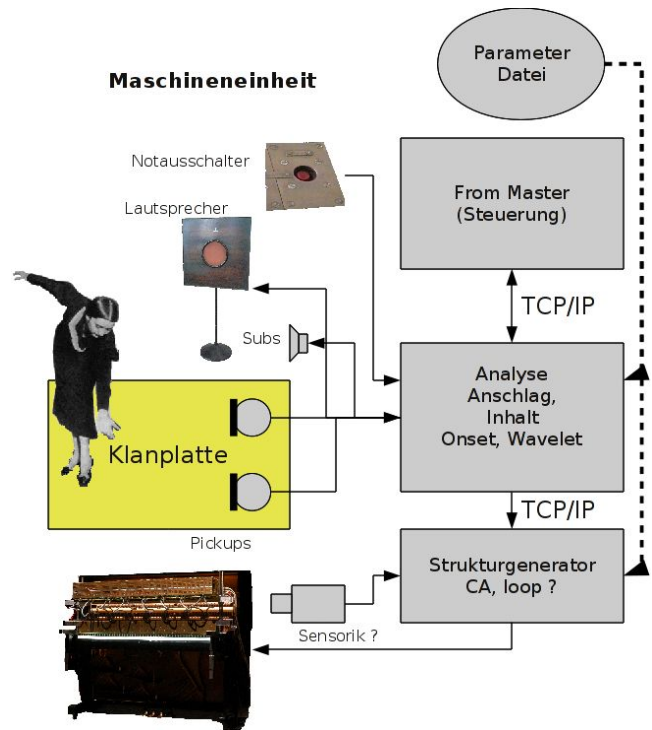 Parameter
Datei
Maschineneinheit
Notausschalter
From Master
(Steuerung)
Lautsprecher
TCP/IP
Subs
Analyse
Anschlag,
Inhalt
Onset, Wavelet
Klanplatte
TCP/IP
Pickups
Strukturgenerator
CA, loop ?
Sensorik ?